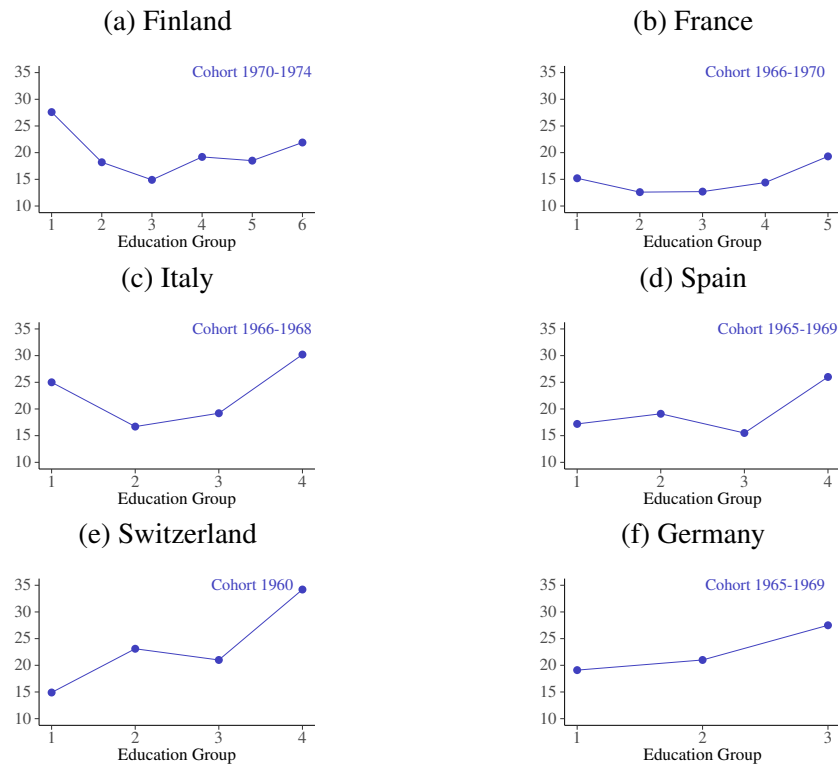 (a) Finland
Cohort 1970-1974
35
30
25
20
15
10
1 2 3 4 5 6
Education Group
(b) France
Cohort 1966-1970
35
30
25
20
15
10
1 2 3 4 5
Education Group
(c) Italy
Cohort 1966-1968
35
30
25
20
15
10
1 2 3 4
Education Group
(d) Spain
Cohort 1965-1969
35
30
25
20
15
10
1 2 3 4
Education Group
(e) Switzerland
Cohort 1960
35
30
25
20
15
10
1 2 3 4
Education Group
(f) Germany
Cohort 1965-1969
35
30
25
20
15
10
1 2 3
Education Group